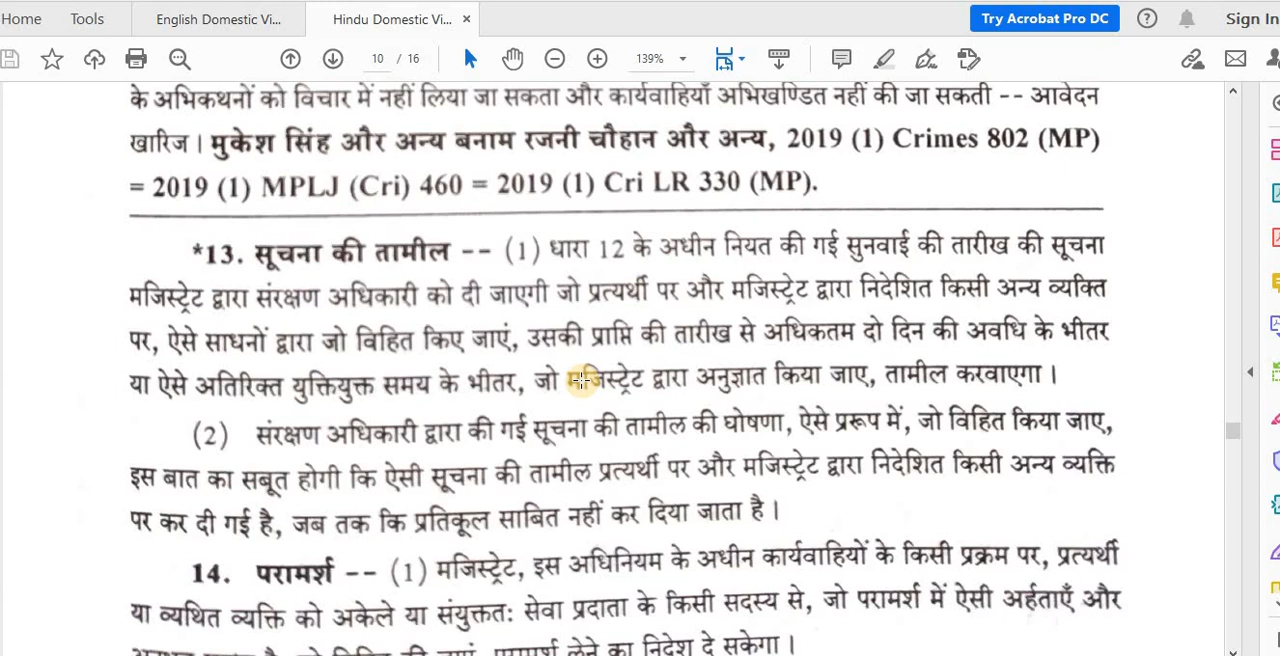 Home Tools English Domestic Vi... Hindu Domestic Vi... × Try Acrobat Pro DC Sign In
10 / 16 139%
के अभिकथनों को विचार में नहीं लिया जा सकता और कार्यवाहियाँ अभिखण्डित नहीं की जा सकती -- आवेदन
खारिज। मुकेश सिंह और अन्य बनाम रजनी चौहान और अन्य, 2019 (1) Crimes 802 (MP)
= 2019 (1) MPLJ (Cri) 460 = 2019 (1) Cri LR 330 (MP).
*13. सूचना की तामील -- (1) धारा 12 के अधीन नियत की गई सुनवाई की तारीख की सूचना
मजिस्ट्रेट द्वारा संरक्षण अधिकारी को दी जाएगी जो प्रत्यर्थी पर और मजिस्ट्रेट द्वारा निदेशित किसी अन्य व्यक्ति
पर, ऐसे साधनों द्वारा जो विहित किए जाएं, उसकी प्राप्ति की तारीख से अधिकतम दो दिन की अवधि के भीतर
या ऐसे अतिरिक्त युक्तियुक्त समय के भीतर, जो मजिस्ट्रेट द्वारा अनुज्ञात किया जाए, तामील करवाएगा।
(2) संरक्षण अधिकारी द्वारा की गई सूचना की तामील की घोषणा, ऐसे प्ररूप में, जो विहित किया जाए,
इस बात का सबूत होगी कि ऐसी सूचना की तामील प्रत्यर्थी पर और मजिस्ट्रेट द्वारा निदेशित किसी अन्य व्यक्ति
पर कर दी गई है, जब तक कि प्रतिकूल साबित नहीं कर दिया जाता है।
14. परामर्श -- (1) मजिस्ट्रेट, इस अधिनियम के अधीन कार्यवाहियों के किसी प्रक्रम पर, प्रत्यर्थी
या व्यथित व्यक्ति को अकेले या संयुक्ततः सेवा प्रदाता के किसी सदस्य से, जो परामर्श में ऐसी अर्हताएँ और
परामर्श लेने का निदेश दे सकेगा।